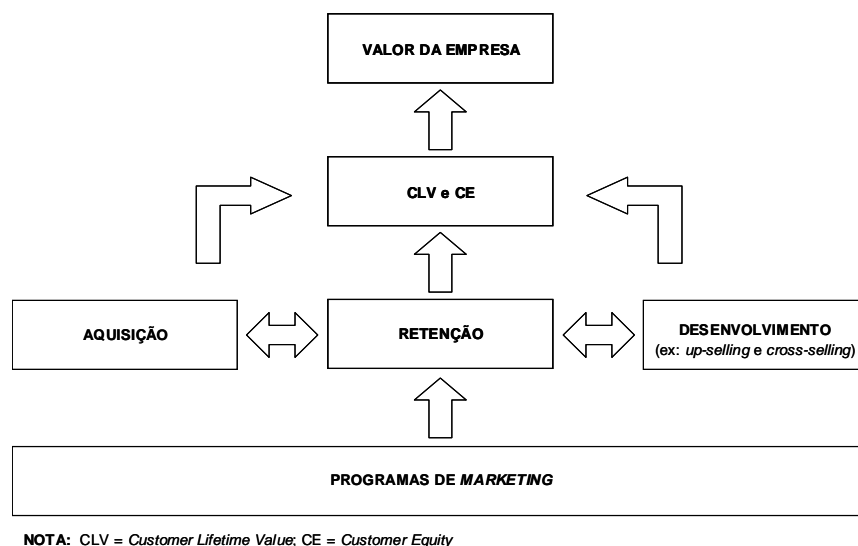 VALOR DA EMPRESA
CLV e CE
AQUISIÇÃO
RETENÇÃO
DESENVOLVIMENTO
(ex: up-selling e cross-selling)
PROGRAMAS DE MARKETING
NOTA: CLV = Customer Lifetime Value; CE = Customer Equity